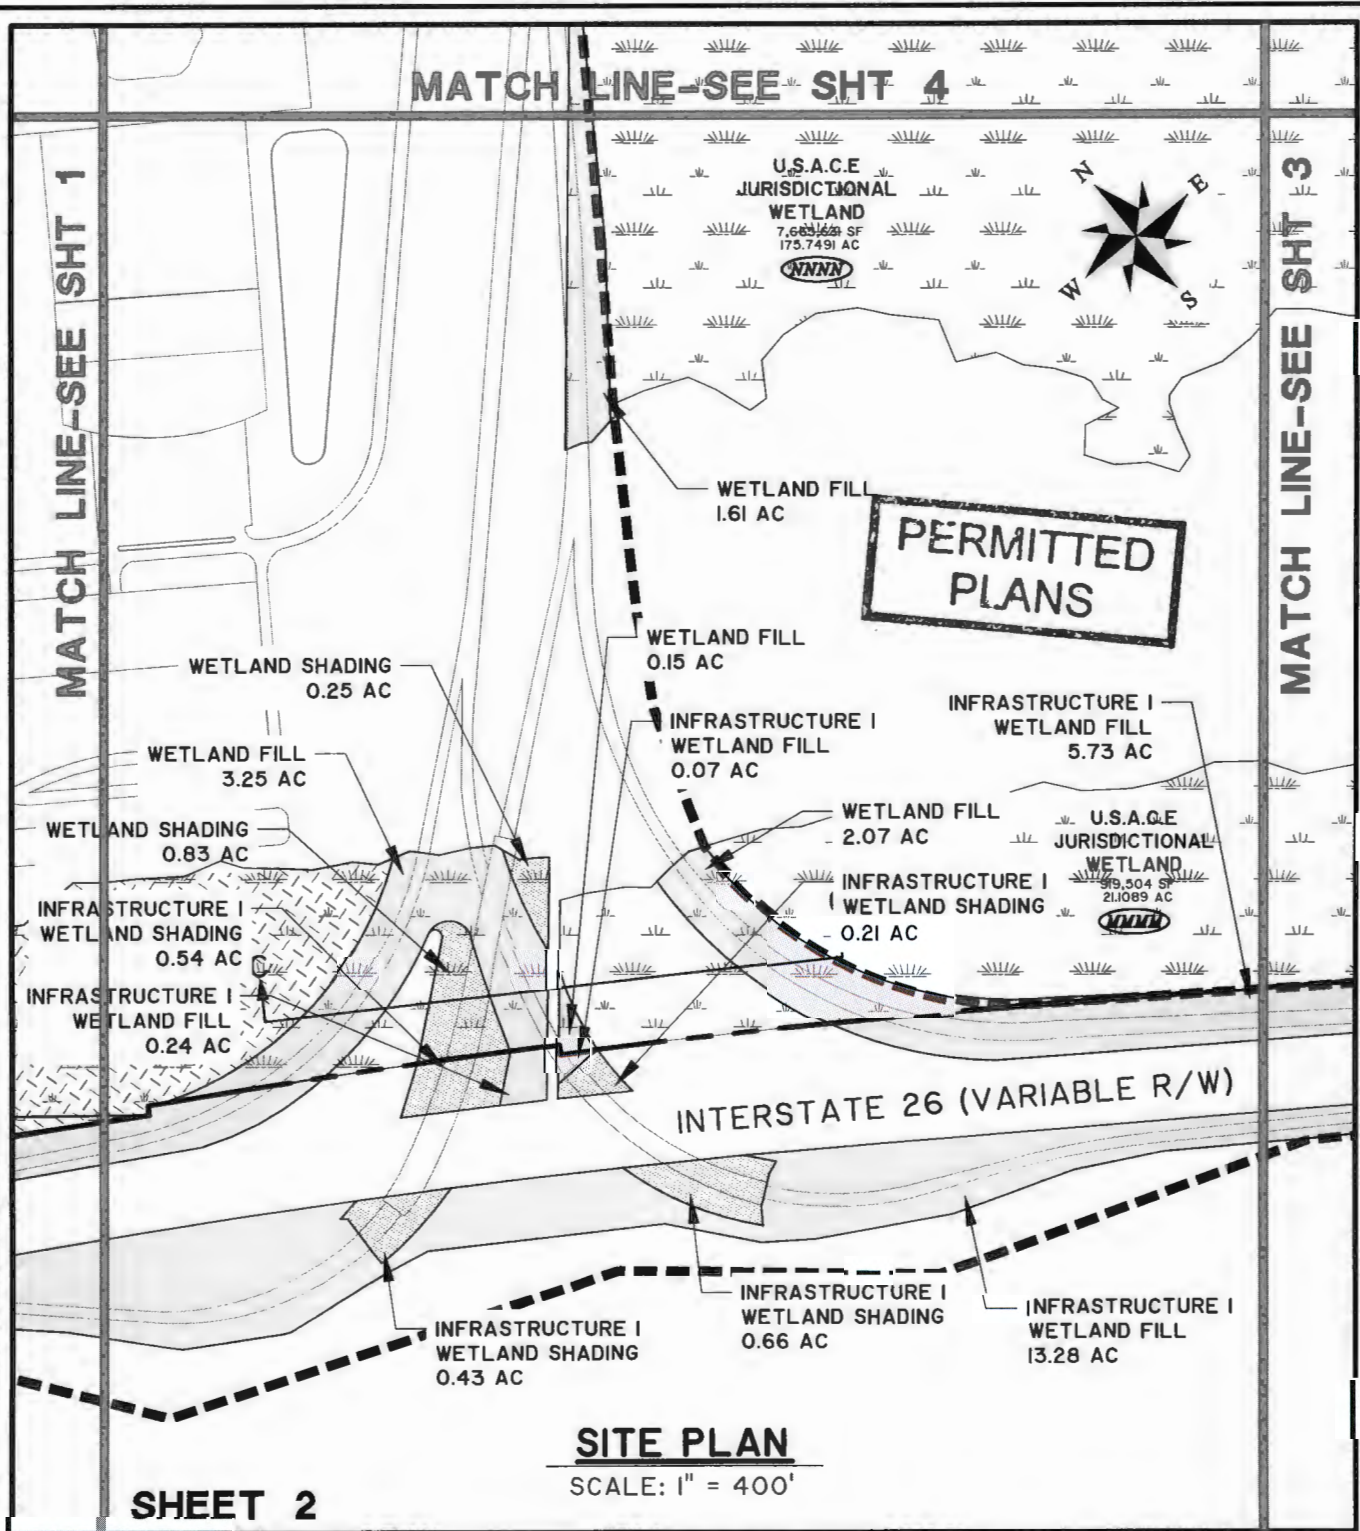 MATCH LINE-SEE SHT 4
MATCH LINE-SEE SHT 1
MATCH LINE-SEE SHT 3
U.S.A.C.E
JURISDICTIONAL
WETLAND
SF
175.7491 AC
NNNN
N
E
W
S
WETLAND FILL
1.61 AC
PERMITTED
PLANS
WETLAND FILL
0.15 AC
WETLAND SHADING
0.25 AC
INFRASTRUCTURE I
WETLAND FILL
0.07 AC
INFRASTRUCTURE I
WETLAND FILL
5.73 AC
WETLAND FILL
3.25 AC
WETLAND FILL
2.07 AC
U.S.A.C.E
JURISDICTIONAL
WETLAND
919,504 SF
21.1089 AC
MMMM
WETLAND SHADING
0.83 AC
INFRASTRUCTURE I
WETLAND SHADING
0.21 AC
INFRASTRUCTURE I
WETLAND SHADING
0.54 AC
C
INFRASTRUCTURE I
WETLAND FILL
0.24 AC
INTERSTATE 26 (VARIABLE R/W)
INFRASTRUCTURE I
WETLAND SHADING
0.66 AC
INFRASTRUCTURE I
WETLAND FILL
13.28 AC
INFRASTRUCTURE I
WETLAND SHADING
0.43 AC
SITE PLAN
SCALE: 1" = 400'
SHEET 2